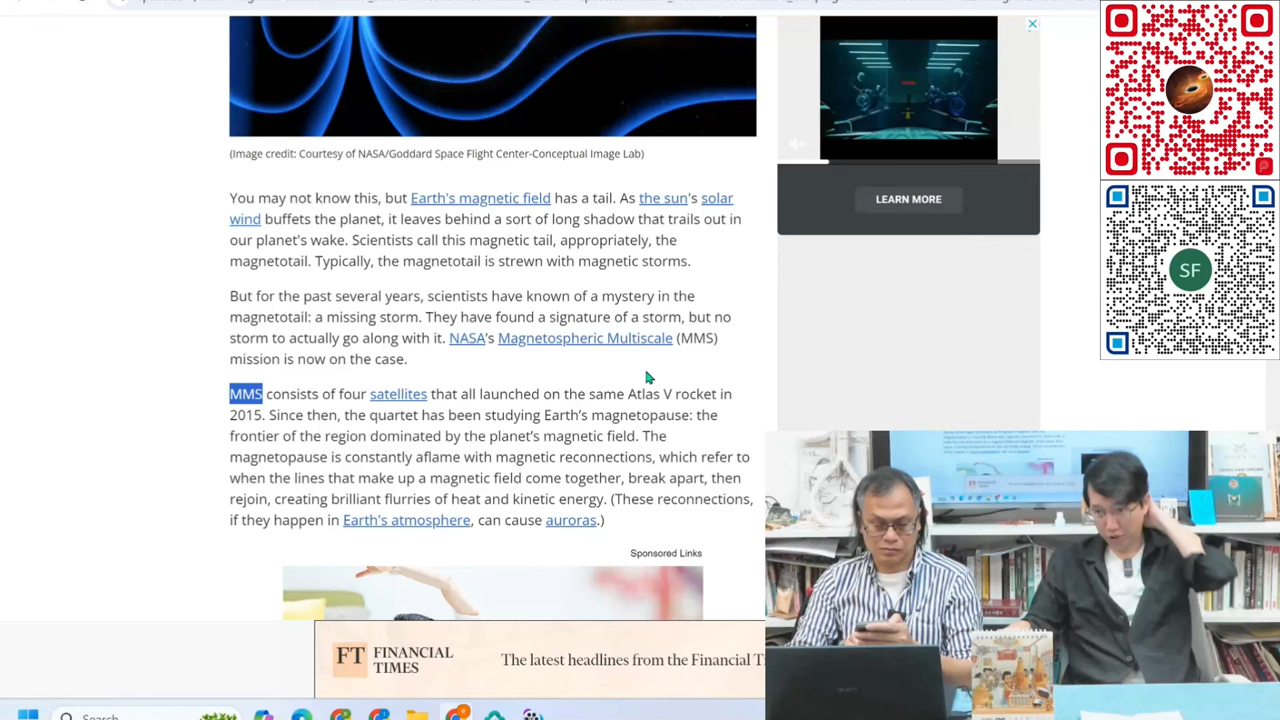 (Image credit: Courtesy of NASA/Goddard Space Flight Center-Conceptual Image Lab)
You may not know this, but Earth's magnetic field has a tail. As the sun's solar
wind buffets the planet, it leaves behind a sort of long shadow that trails out in
our planet's wake. Scientists call this magnetic tail, appropriately, the
magnetotail. Typically, the magnetotail is strewn with magnetic storms.
But for the past several years, scientists have known of a mystery in the
magnetotail: a missing storm. They have found a signature of a storm, but no
storm to actually go along with it. NASA's Magnetospheric Multiscale (MMS)
mission is now on the case.
MMS consists of four satellites that all launched on the same Atlas V rocket in
2015. Since then, the quartet has been studying Earth's magnetopause: the
frontier of the region dominated by the planet's magnetic field. The
magnetopause is constantly aflame with magnetic reconnections, which refer to
when the lines that make up a magnetic field come together, break apart, then
rejoin, creating brilliant flurries of heat and kinetic energy. (These reconnections,
if they happen in Earth's atmosphere, can cause auroras.)
Sponsored Links
LEARN MORE
SF
FT FINANCIAL
TIMES
The latest headlines from the Financial
Search